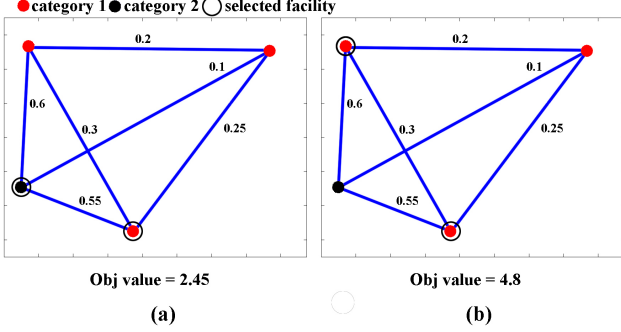 category 1 category 2 selected facility
0.2 0.2
0.1 0.1
0.6 0.6
0.3 0.3
0.25 0.25
0.55 0.55
Obj value = 2.45 Obj value = 4.8
(a) (b)